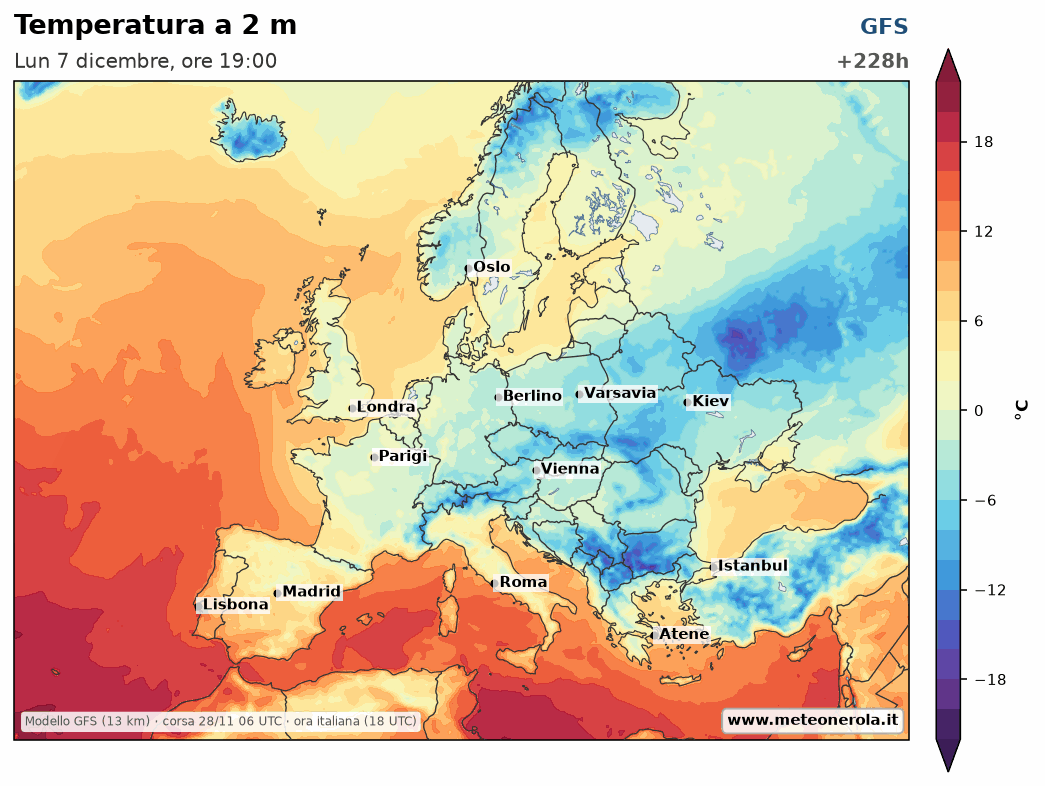 Temperatura a 2 m
GFS
Lun 7 dicembre, ore 19:00
+228h
18
12
6
0
−6
−12
−18
°C
Oslo
Berlino
Varsavia
Kiev
Londra
Parigi
Vienna
Istanbul
Roma
Madrid
Lisbona
Atene
Modello GFS (13 km) · corsa 28/11 06 UTC · ora italiana (18 UTC)
www.meteonerola.it